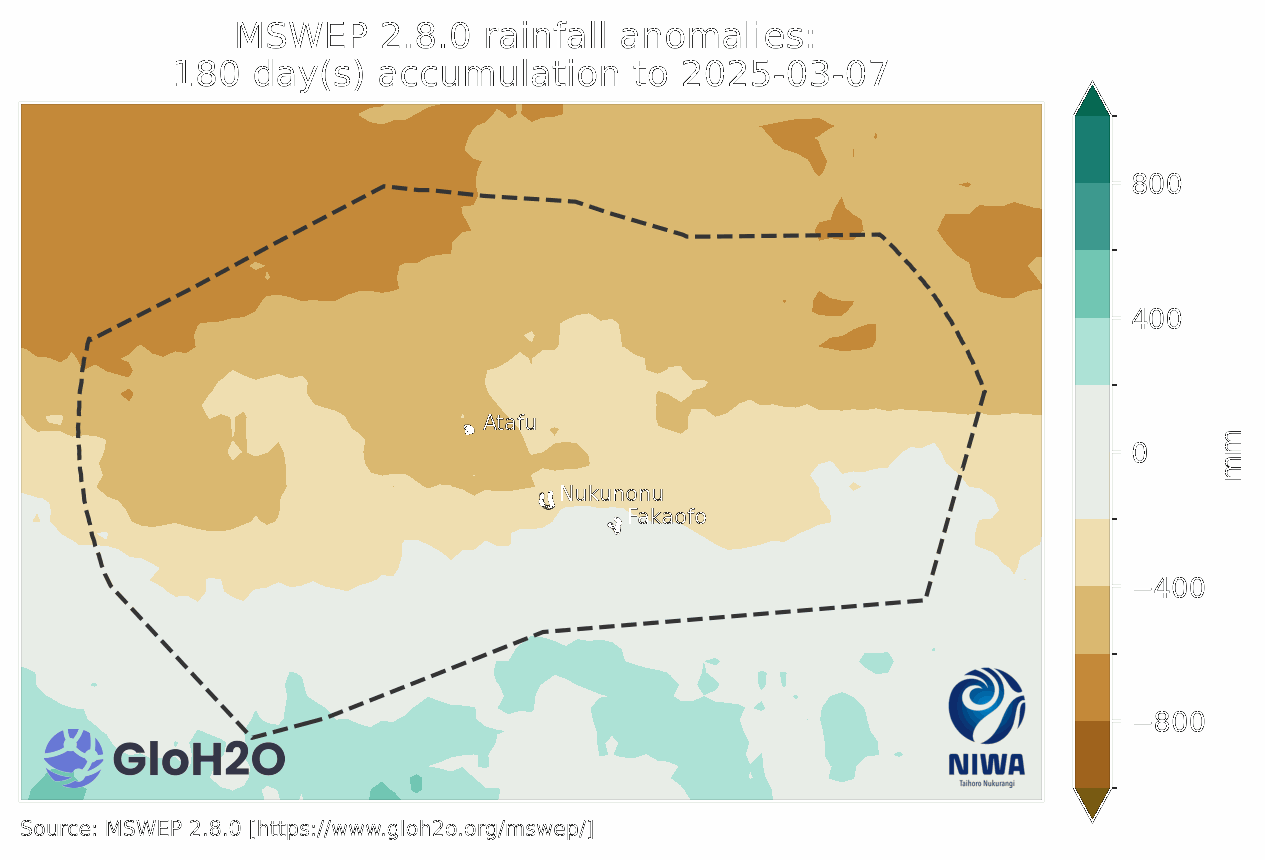 MSWEP 2.8.0 rainfall anomalies:
180 day(s) accumulation to 2025-03-07
800
400
0
−400
−800
mm
Atafu
Nukunonu
Fakaofo
GloH2O
NIWA
Taihoro Nukurangi
Source: MSWEP 2.8.0 [https://www.gloh2o.org/mswep/]